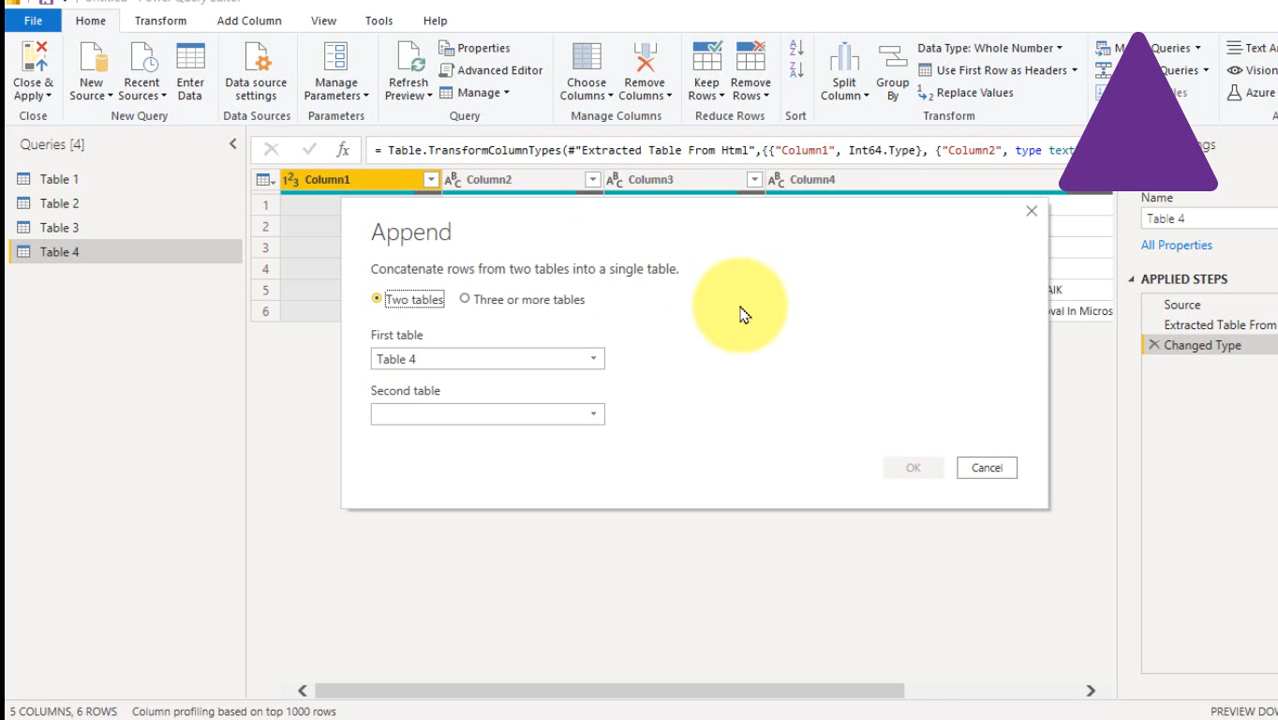 File Home Transform Add Column View Tools Help
Close & Apply
New Source
Recent Sources
Enter Data
Data source settings
Manage Parameters
Refresh Preview
Properties
Advanced Editor
Manage
Choose Columns
Remove Columns
Keep Rows
Remove Rows
Split Column
Group By
Data Type: Whole Number
Use First Row as Headers
Replace Values
Queries
Queries
Text
Vision
Azure
Close New Query Data Sources Parameters Query Manage Columns Reduce Rows Sort Transform
Queries [4]
Table 1
Table 2
Table 3
Table 4
= Table.TransformColumnTypes(#"Extracted Table From Html",{{"Column1", Int64.Type}, {"Column2", type text
Column1 Column2 Column3 Column4
1
2
3
4
5
6
AIK
oval In Micros
Append
Concatenate rows from two tables into a single table.
Two tables Three or more tables
First table
Table 4
Second table
OK Cancel
Name
Table 4
All Properties
APPLIED STEPS
Source
Extracted Table From
Changed Type
5 COLUMNS, 6 ROWS Column profiling based on top 1000 rows
PREVIEW DOW